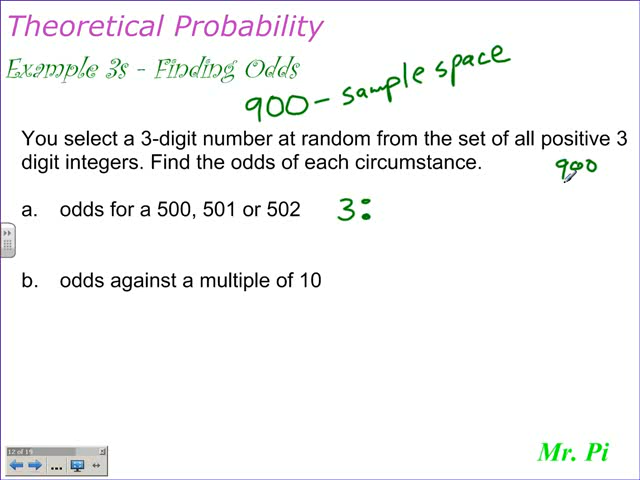 Theoretical Probability
Example 3s - Finding Odds
900 - sample space
You select a 3-digit number at random from the set of all positive 3
digit integers. Find the odds of each circumstance.
900
a. odds for a 500, 501 or 502 3:
b. odds against a multiple of 10
12 of 19
Mr. Pi